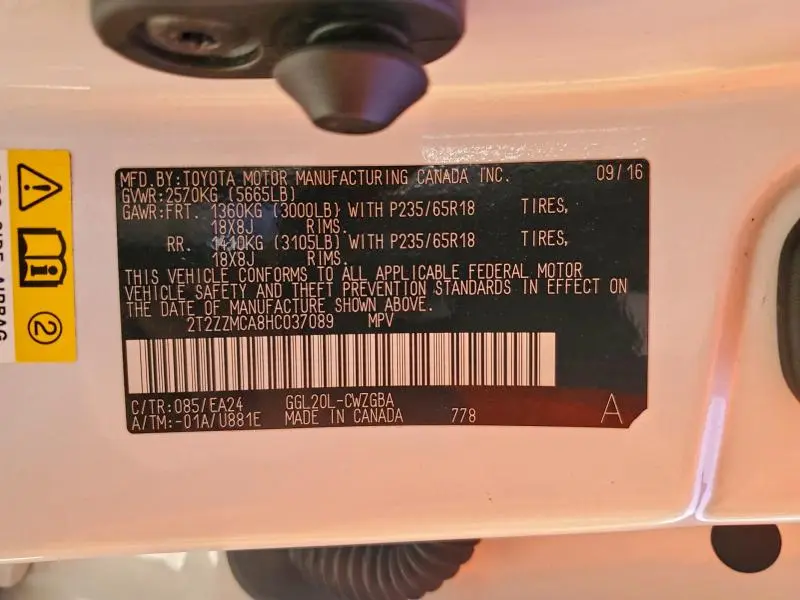 MFD.BY:TOYOTA MOTOR MANUFACTURING CANADA INC. 09/16
GVWR:2570KG (5665LB)
GAWR:FRT. 1360KG (3000LB) WITH P235/65R18 TIRES,
18X8J RIMS.
RR. 1410KG (3105LB) WITH P235/65R18 TIRES,
18X8J RIMS.
THIS VEHICLE CONFORMS TO ALL APPLICABLE FEDERAL MOTOR
VEHICLE SAFETY AND THEFT PREVENTION STANDARDS IN EFFECT ON
THE DATE OF MANUFACTURE SHOWN ABOVE.
2T2ZZMCA8HC037089 MPV
C/TR:085/EA24 GGL20L-CWZGBA
A/TM:-01A/U881E MADE IN CANADA 778 A
2